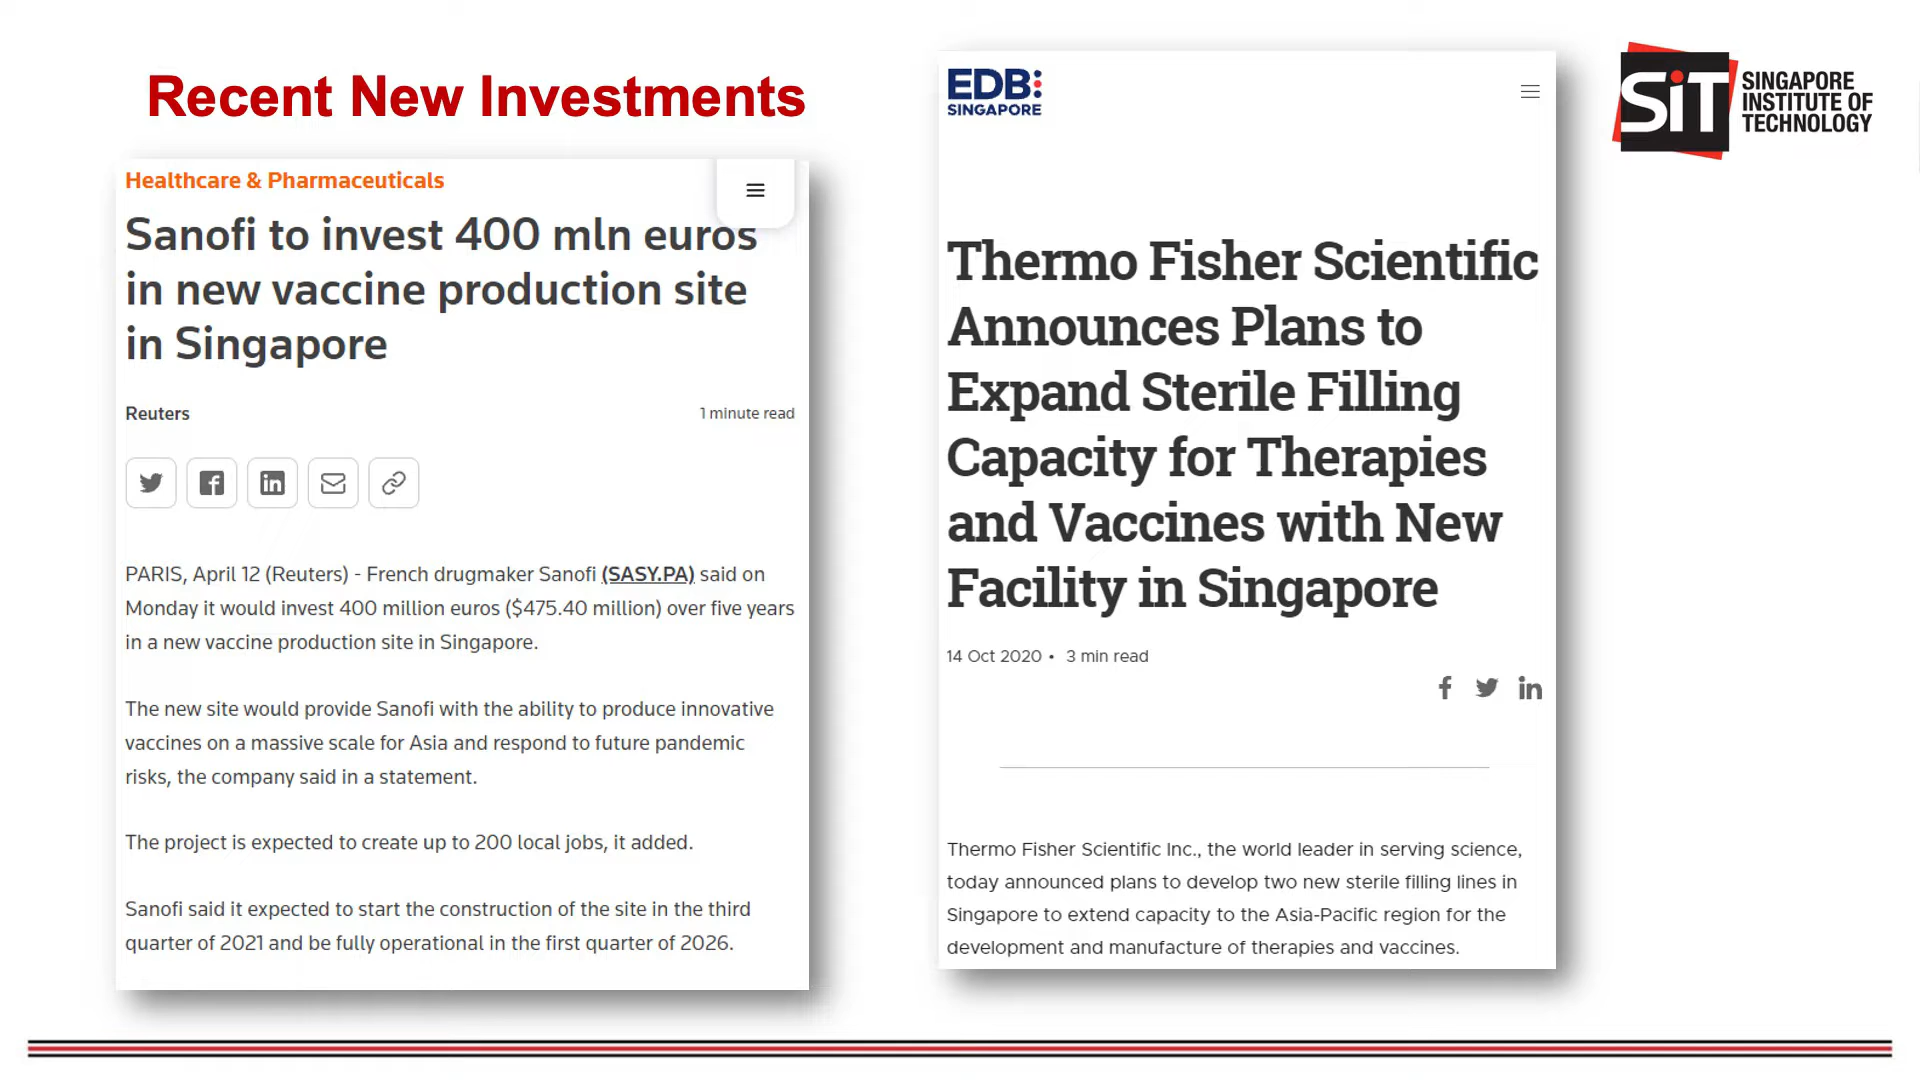 Recent New Investments
Healthcare & Pharmaceuticals
Sanofi to invest 400 mln euros
in new vaccine production site
in Singapore
Reuters
1 minute read
PARIS, April 12 (Reuters) - French drugmaker Sanofi (SASY.PA) said on
Monday it would invest 400 million euros ($475.40 million) over five years
in a new vaccine production site in Singapore.
The new site would provide Sanofi with the ability to produce innovative
vaccines on a massive scale for Asia and respond to future pandemic
risks, the company said in a statement.
The project is expected to create up to 200 local jobs, it added.
Sanofi said it expected to start the construction of the site in the third
quarter of 2021 and be fully operational in the first quarter of 2026.
EDB:
SINGAPORE
Thermo Fisher Scientific
Announces Plans to
Expand Sterile Filling
Capacity for Therapies
and Vaccines with New
Facility in Singapore
14 Oct 2020 • 3 min read
Thermo Fisher Scientific Inc., the world leader in serving science,
today announced plans to develop two new sterile filling lines in
Singapore to extend capacity to the Asia-Pacific region for the
development and manufacture of therapies and vaccines.
SiT
SINGAPORE
INSTITUTE OF
TECHNOLOGY